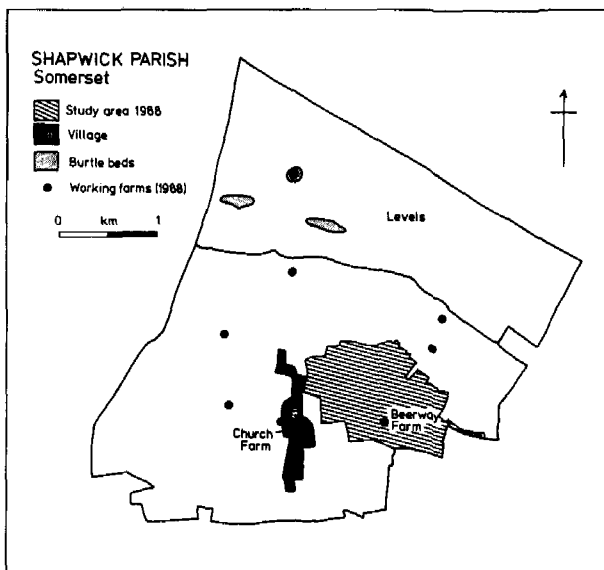 SHAPWICK PARISH
Somerset
Study area 1988
Village
Burtle beds
Working farms (1988)
0 km 1
Levels
Beerway
Farm
Church
Farm